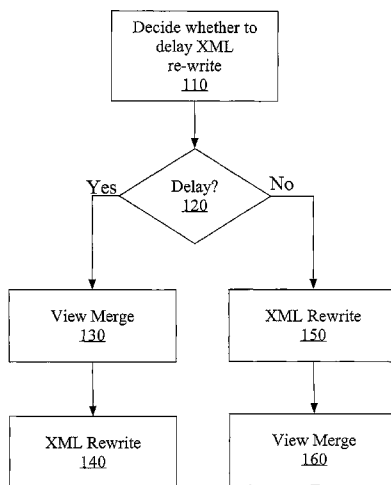 Decide whether to
delay XML
re-write
110
Delay?
120
Yes
No
View Merge
130
XML Rewrite
150
XML Rewrite
140
View Merge
160